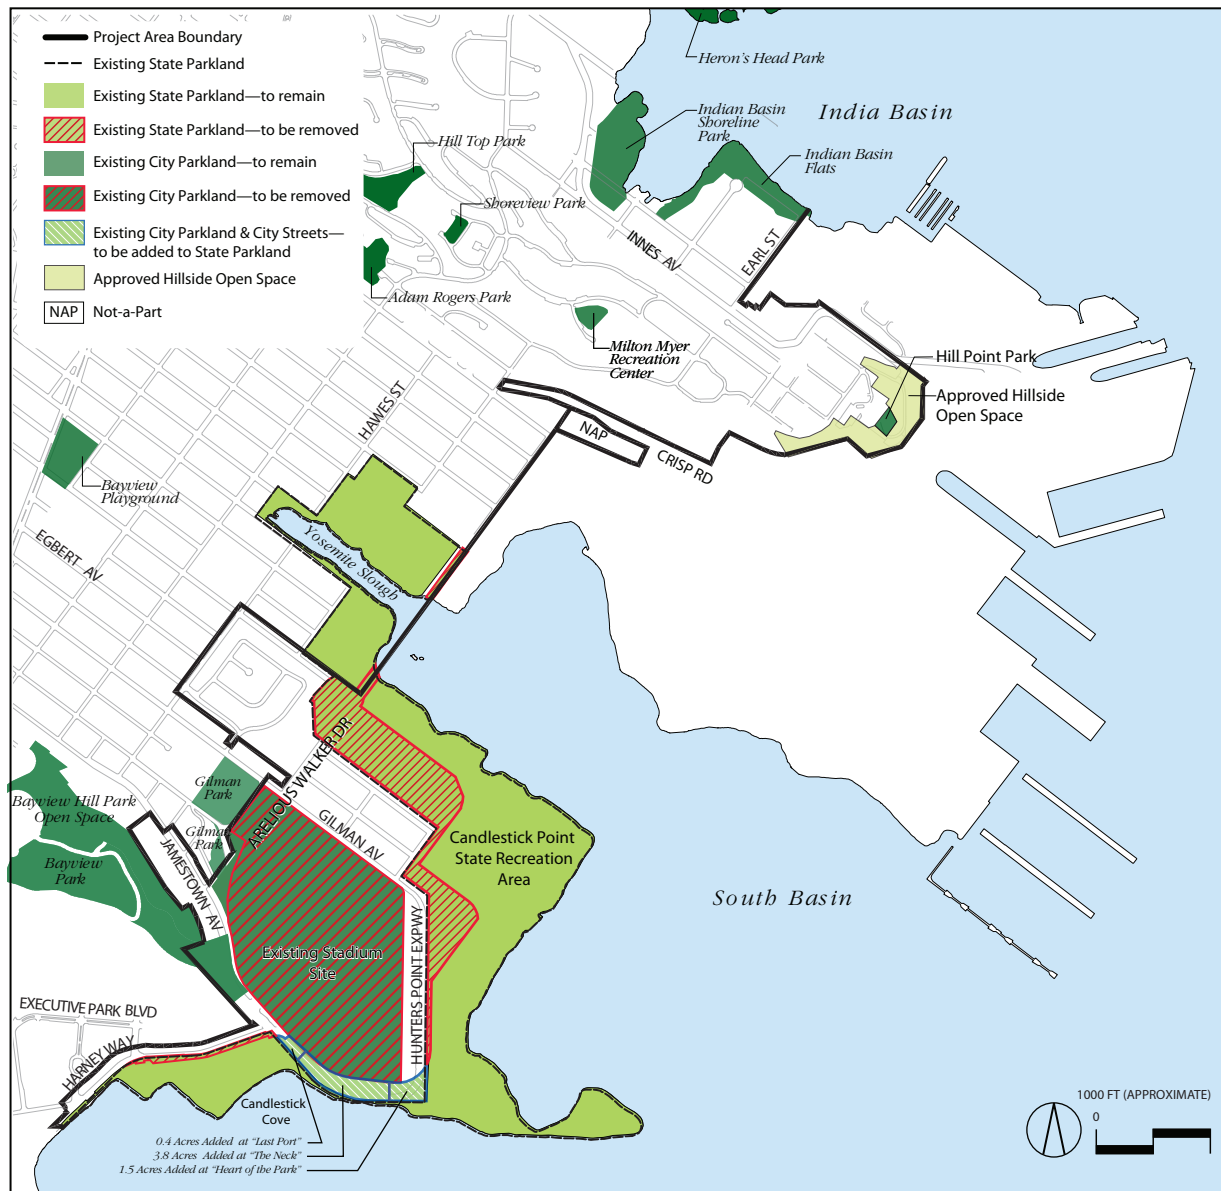 Project Area Boundary
Existing State Parkland
Existing State Parkland—to remain
Existing State Parkland—to be removed
Existing City Parkland—to remain
Existing City Parkland—to be removed
Existing City Parkland & City Streets—
to be added to State Parkland
Approved Hillside Open Space
NAP
Not-a-Part
Heron's Head Park
India Basin
Indian Basin
Shoreline
Park
Indian Basin
Flats
Hill Top Park
Shoreview Park
Adam Rogers Park
INNES AV
EARL ST
Milton Myer
Recreation
Center
Hill Point Park
Approved Hillside
Open Space
HAWES ST
NAP
CRISP RD
Bayview
Playground
EGBERT AV
Yosemite Slough
ARELIOUS WALKER DR
Gilman
Park
Gilman
Park
Bayview Hill Park
Open Space
Bayview
Park
JAMESTOWN AV
GILMAN AV
Candlestick Point
State Recreation
Area
South Basin
Existing Stadium
Site
HUNTERS POINT EXPWY
EXECUTIVE PARK BLVD
HARNEY WAY
Candlestick
Cove
0.4 Acres Added at "Last Port"
3.8 Acres Added at "The Neck"
1.5 Acres Added at "Heart of the Park"
1000 FT (APPROXIMATE)
0